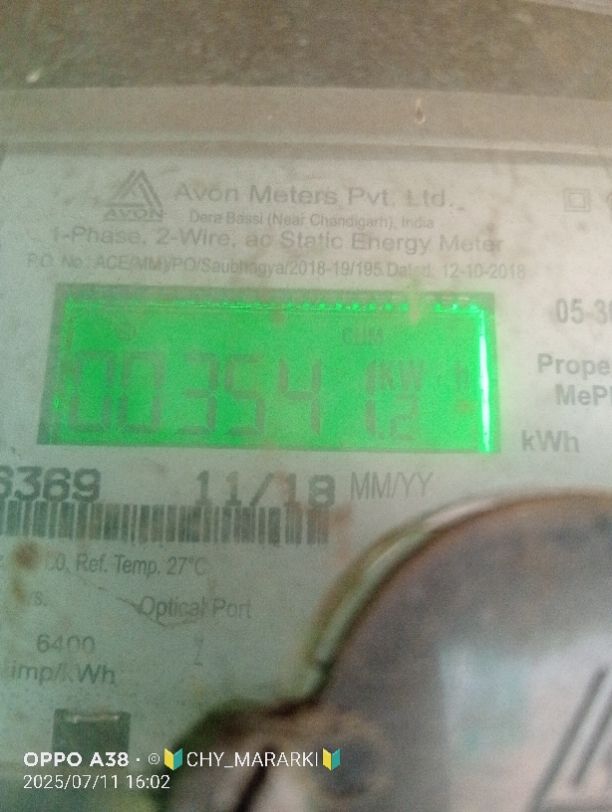 Avon Meters Pvt. Ltd.
AVON
Dera Bassi (Near Chandigarh), India
1-Phase, 2-Wire, ac Static Energy Meter
P.O. No.: ACE/MM/PO/Saubhagya/2018-19/195 Dated: 12-10-2018
05-30
CUM
003541 kW h
1.2
Prope
MePD
kWh
6369 11/18 MM/YY
Ref. Temp. 27°C
Optical Port
6400
imp/kWh
OPPO A38 · ©🔰CHY_MARARKI🔰
2025/07/11 16:02